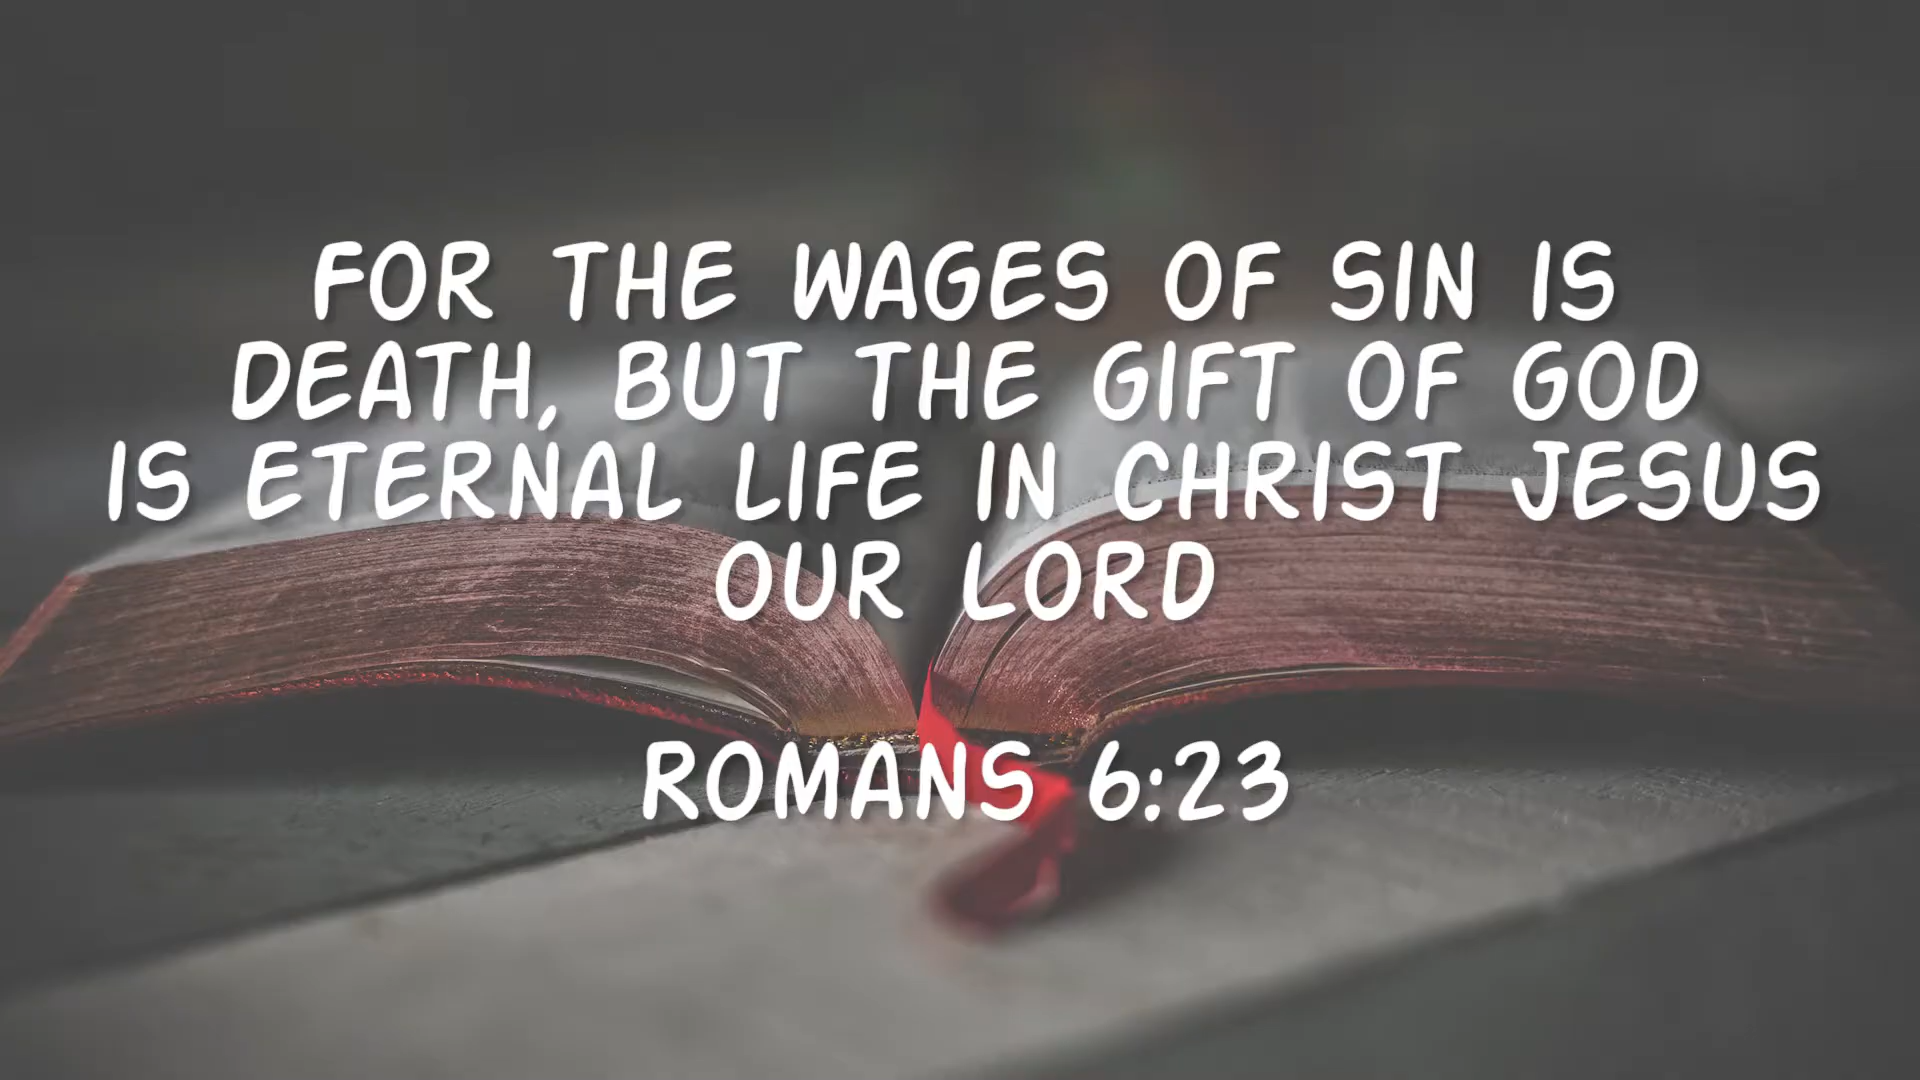 FOR THE WAGES OF SIN IS
DEATH, BUT THE GIFT OF GOD
IS ETERNAL LIFE IN CHRIST JESUS
OUR LORD
ROMANS 6:23